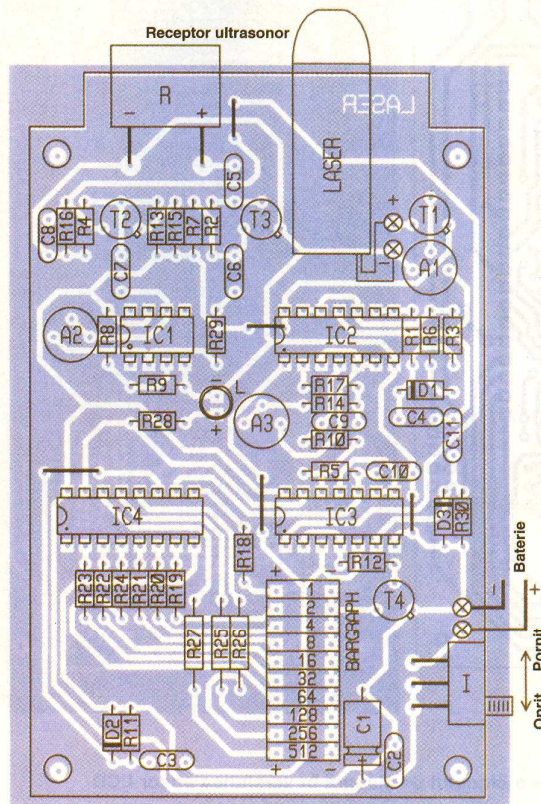 Receptor ultrasonor
R
- +
LASER
LASER
C5
C8
R16
R4
T2
R13
R15
R7
R2
T3
+
T1
-
A1
C7
C6
A2
R8
IC1
R29
IC2
R1
R6
R3
R9
-
L
+
R28
A3
R17
R14
C9
R10
D1
C4
C11
R5
C10
IC4
IC3
D3
R30
R18
R12
R23
R22
R24
R21
R20
R19
R27
R25
R26
+ -
1
2
4
8
16
32
64
128
256
512
+ -
BARGRAPH
T4
Baterie
- +
I
Oprit Pornit
C1
+
C2
D2
R11
C3